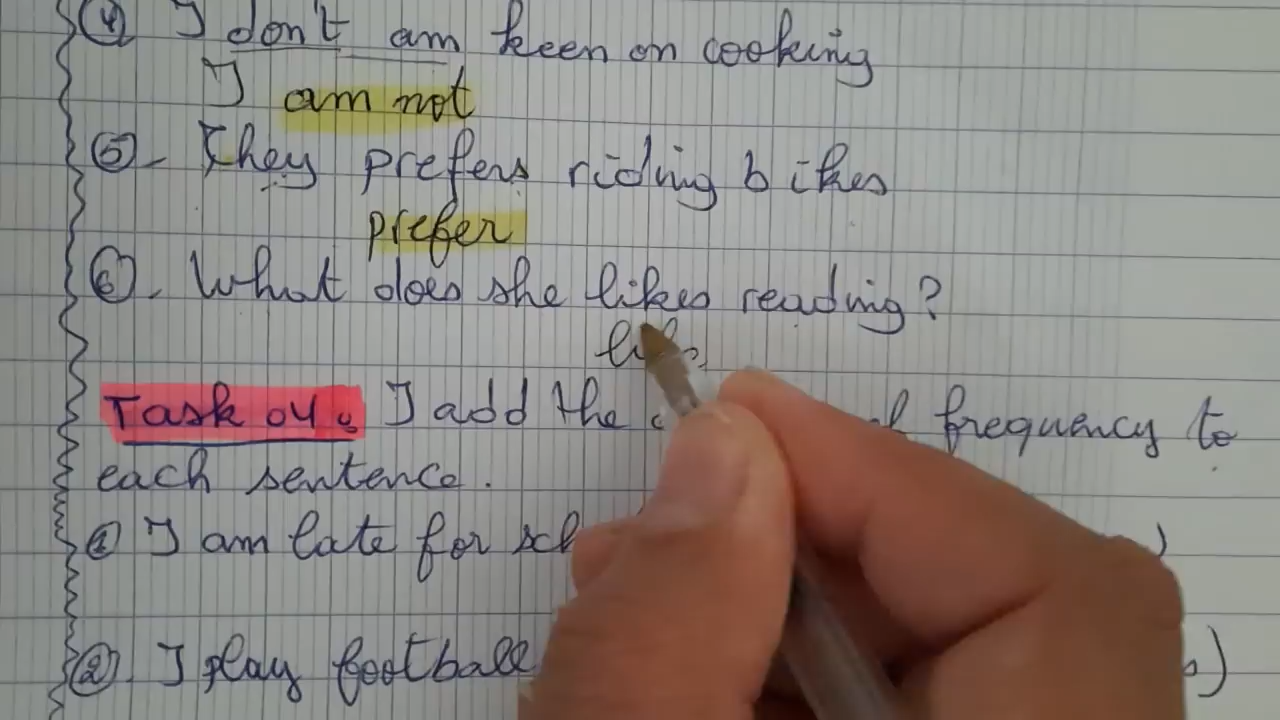 ④ I don't am keen on cooking
I am not
⑤- They prefers riding bikes
prefer
⑥. What does she likes reading?
Task 04: I add the frequency to
each sentence.
① I am late for )
② I play football )